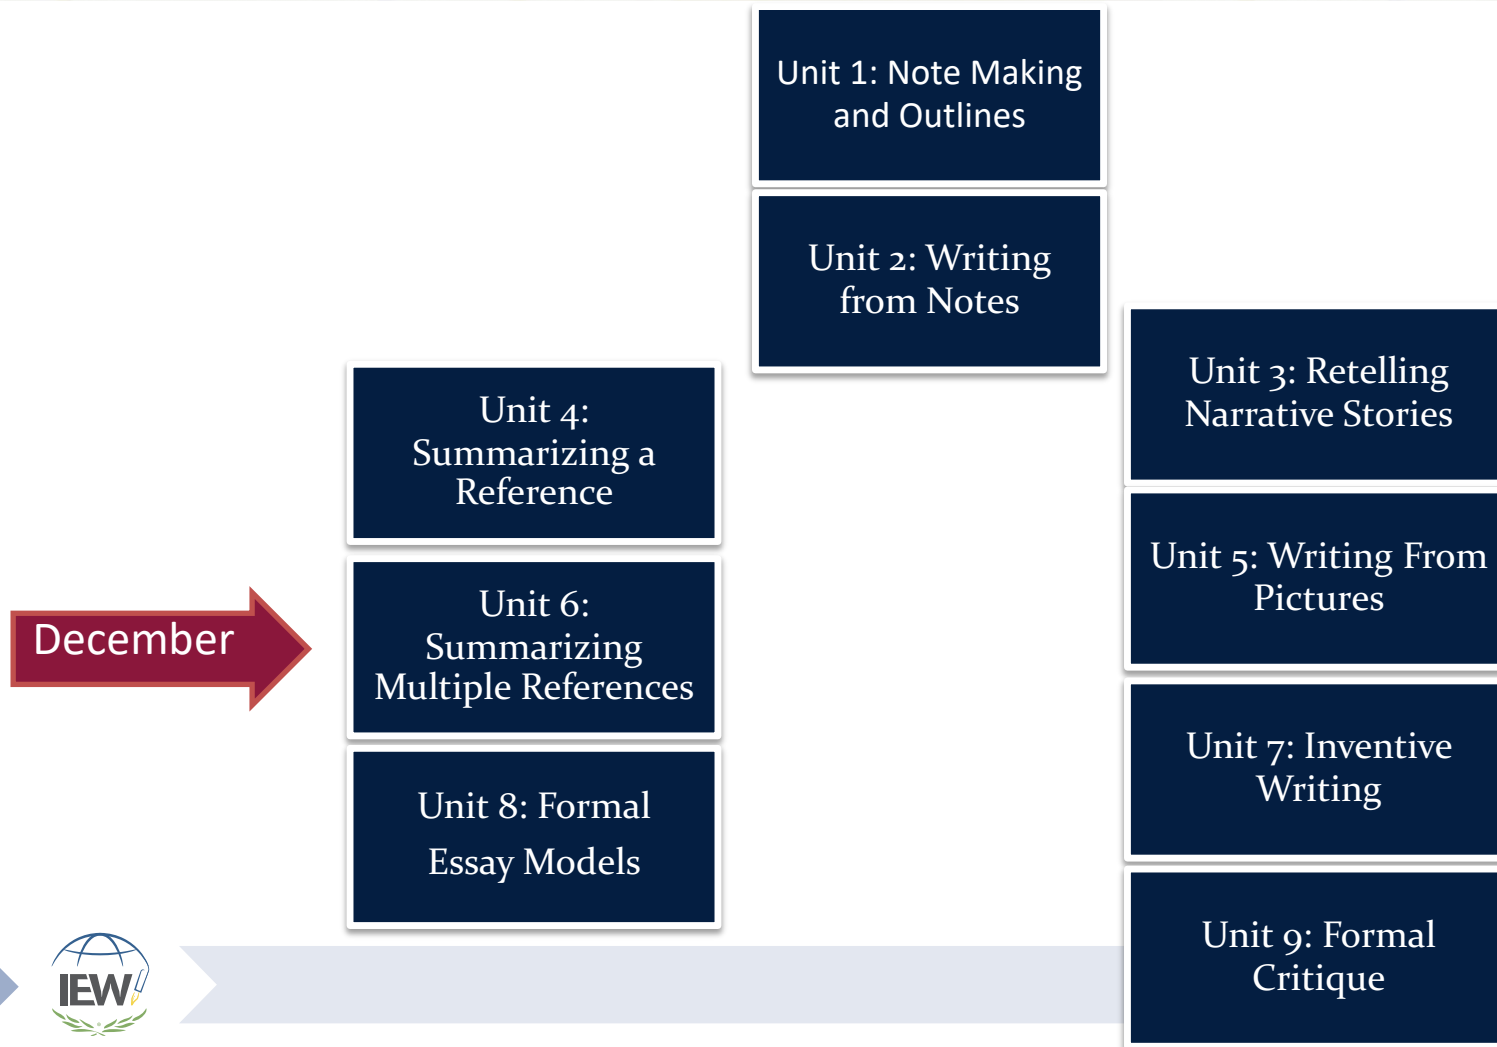 Unit 1: Note Making
and Outlines
Unit 2: Writing
from Notes
Unit 3: Retelling
Narrative Stories
Unit 4:
Summarizing a
Reference
Unit 5: Writing From
Pictures
December
Unit 6:
Summarizing
Multiple References
Unit 7: Inventive
Writing
Unit 8: Formal
Essay Models
Unit 9: Formal
Critique
IEW